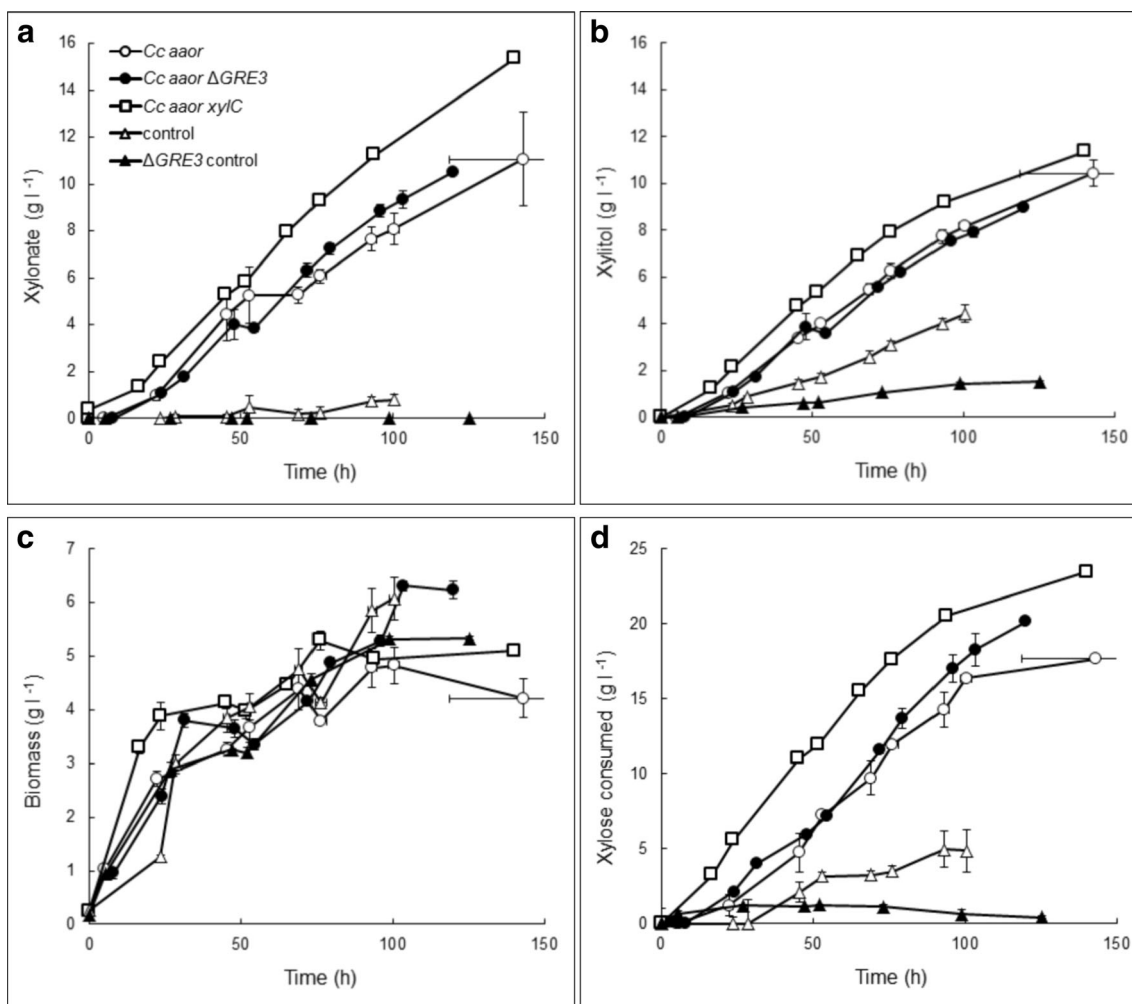 a
16
14
12
10
8
6
4
2
0
Xylonate (g l⁻¹)
Cc aaor
Cc aaor ΔGRE3
Cc aaor xylC
control
ΔGRE3 control
0 50 100 150
Time (h)
b
16
14
12
10
8
6
4
2
0
Xylitol (g l⁻¹)
0 50 100 150
Time (h)
c
7
6
5
4
3
2
1
0
Biomass (g l⁻¹)
0 50 100 150
Time (h)
d
25
20
15
10
5
0
Xylose consumed (g l⁻¹)
0 50 100 150
Time (h)